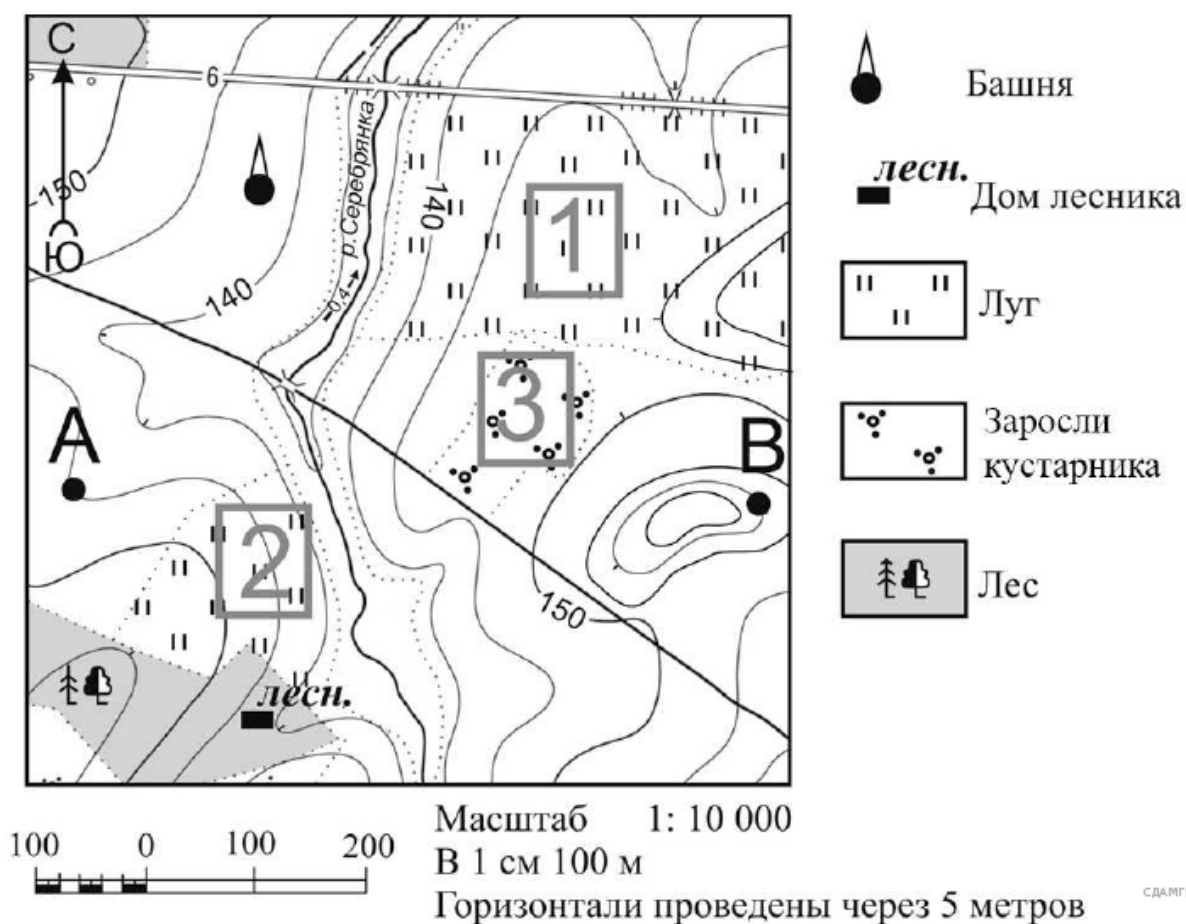 С
6
Башня
р. Серебрянка
лесн.
Дом лесника
150
Ю
140
1
0,4
140
Луг
3
А
В
Заросли
кустарника
2
150
Лес
лесн.
Масштаб 1: 10 000
В 1 см 100 м
Горизонтали проведены через 5 метров
100 0 100 200